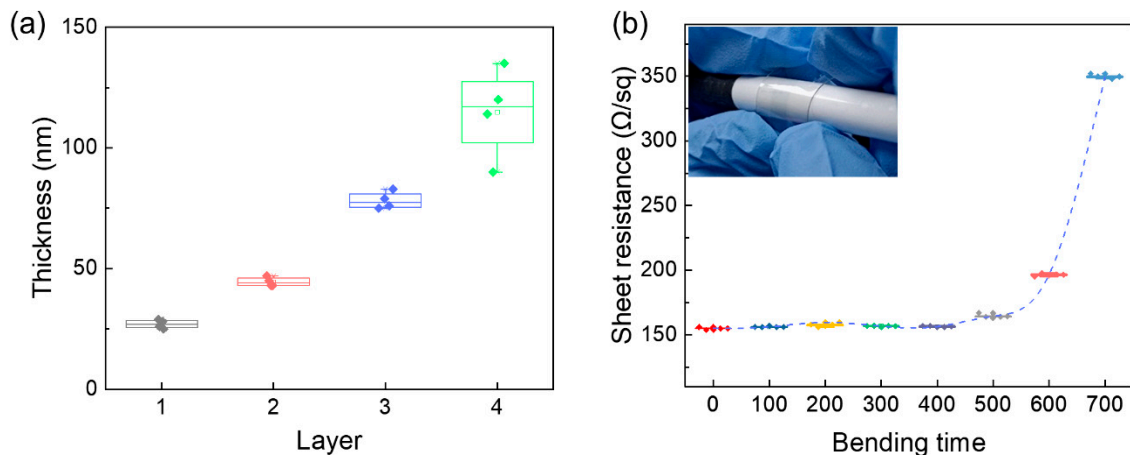 (a)
Thickness (nm)
150
100
50
0
1 2 3 4
Layer
(b)
Sheet resistance (Ω/sq)
350
300
250
200
150
0 100 200 300 400 500 600 700
Bending time